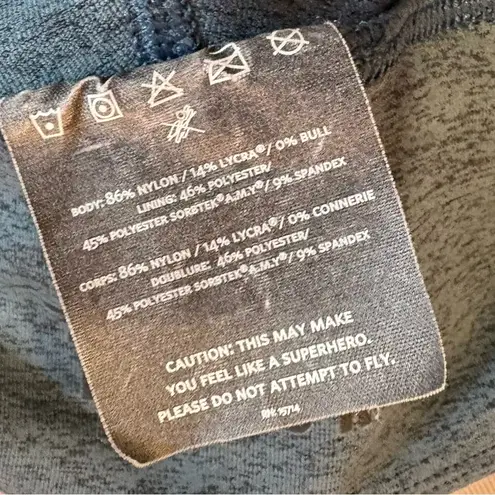 BODY: 86% NYLON / 14% LYCRA® / 0% BULL
LINING: 46% POLYESTER/
45% POLYESTER SORBTEK®A.M.Y® / 9% SPANDEX
CORPS: 86% NYLON / 14% LYCRA® / 0% CONNERIE
DOUBLURE: 46% POLYESTER/
45% POLYESTER SORBTEK®A.M.Y® / 9% SPANDEX
CAUTION: THIS MAY MAKE
YOU FEEL LIKE A SUPERHERO.
PLEASE DO NOT ATTEMPT TO FLY.
RN: 15714